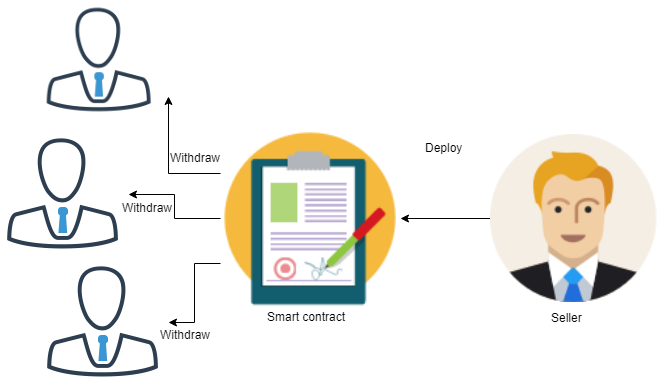 Deploy
Withdraw
Withdraw
Smart contract
Seller
Withdraw